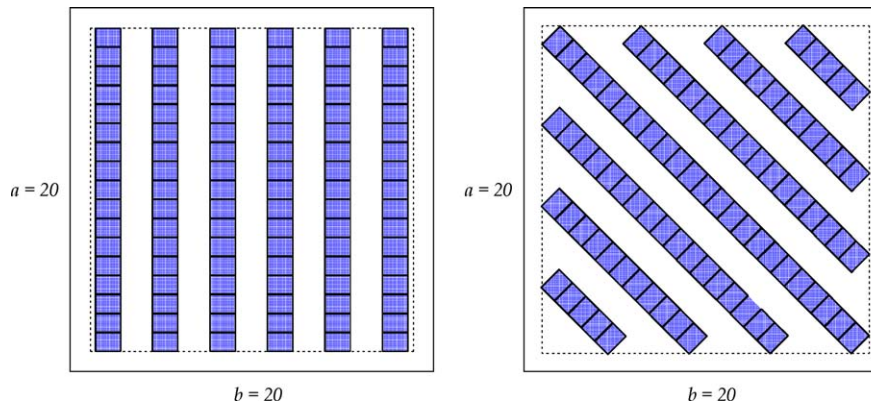 a = 20
a = 20
b = 20
b = 20